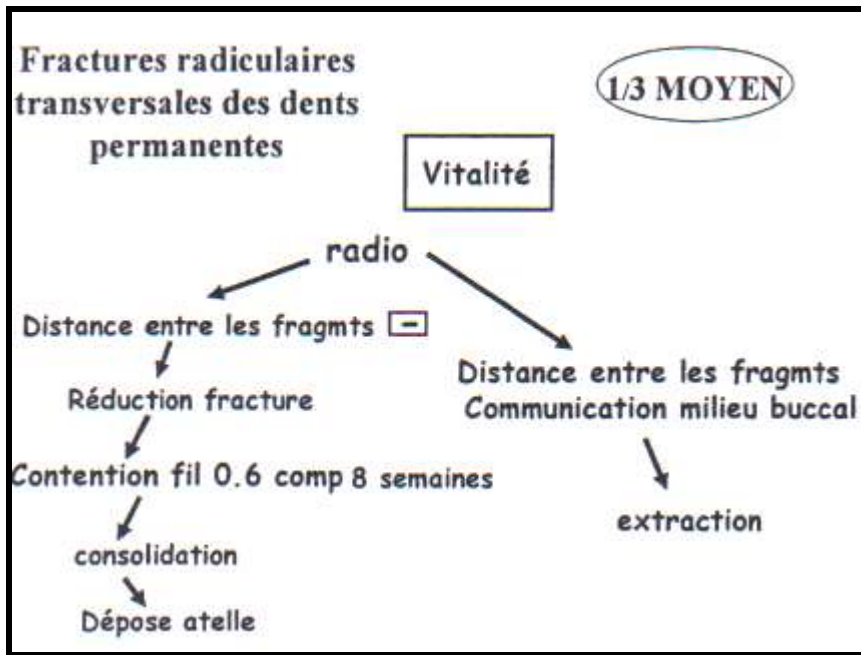 Fractures radiculaires
transversales des dents
permanentes
1/3 MOYEN
Vitalité
radio
Distance entre les fragmts -
Réduction fracture
Contention fil 0.6 comp 8 semaines
consolidation
Dépose atelle
Distance entre les fragmts
Communication milieu buccal
extraction